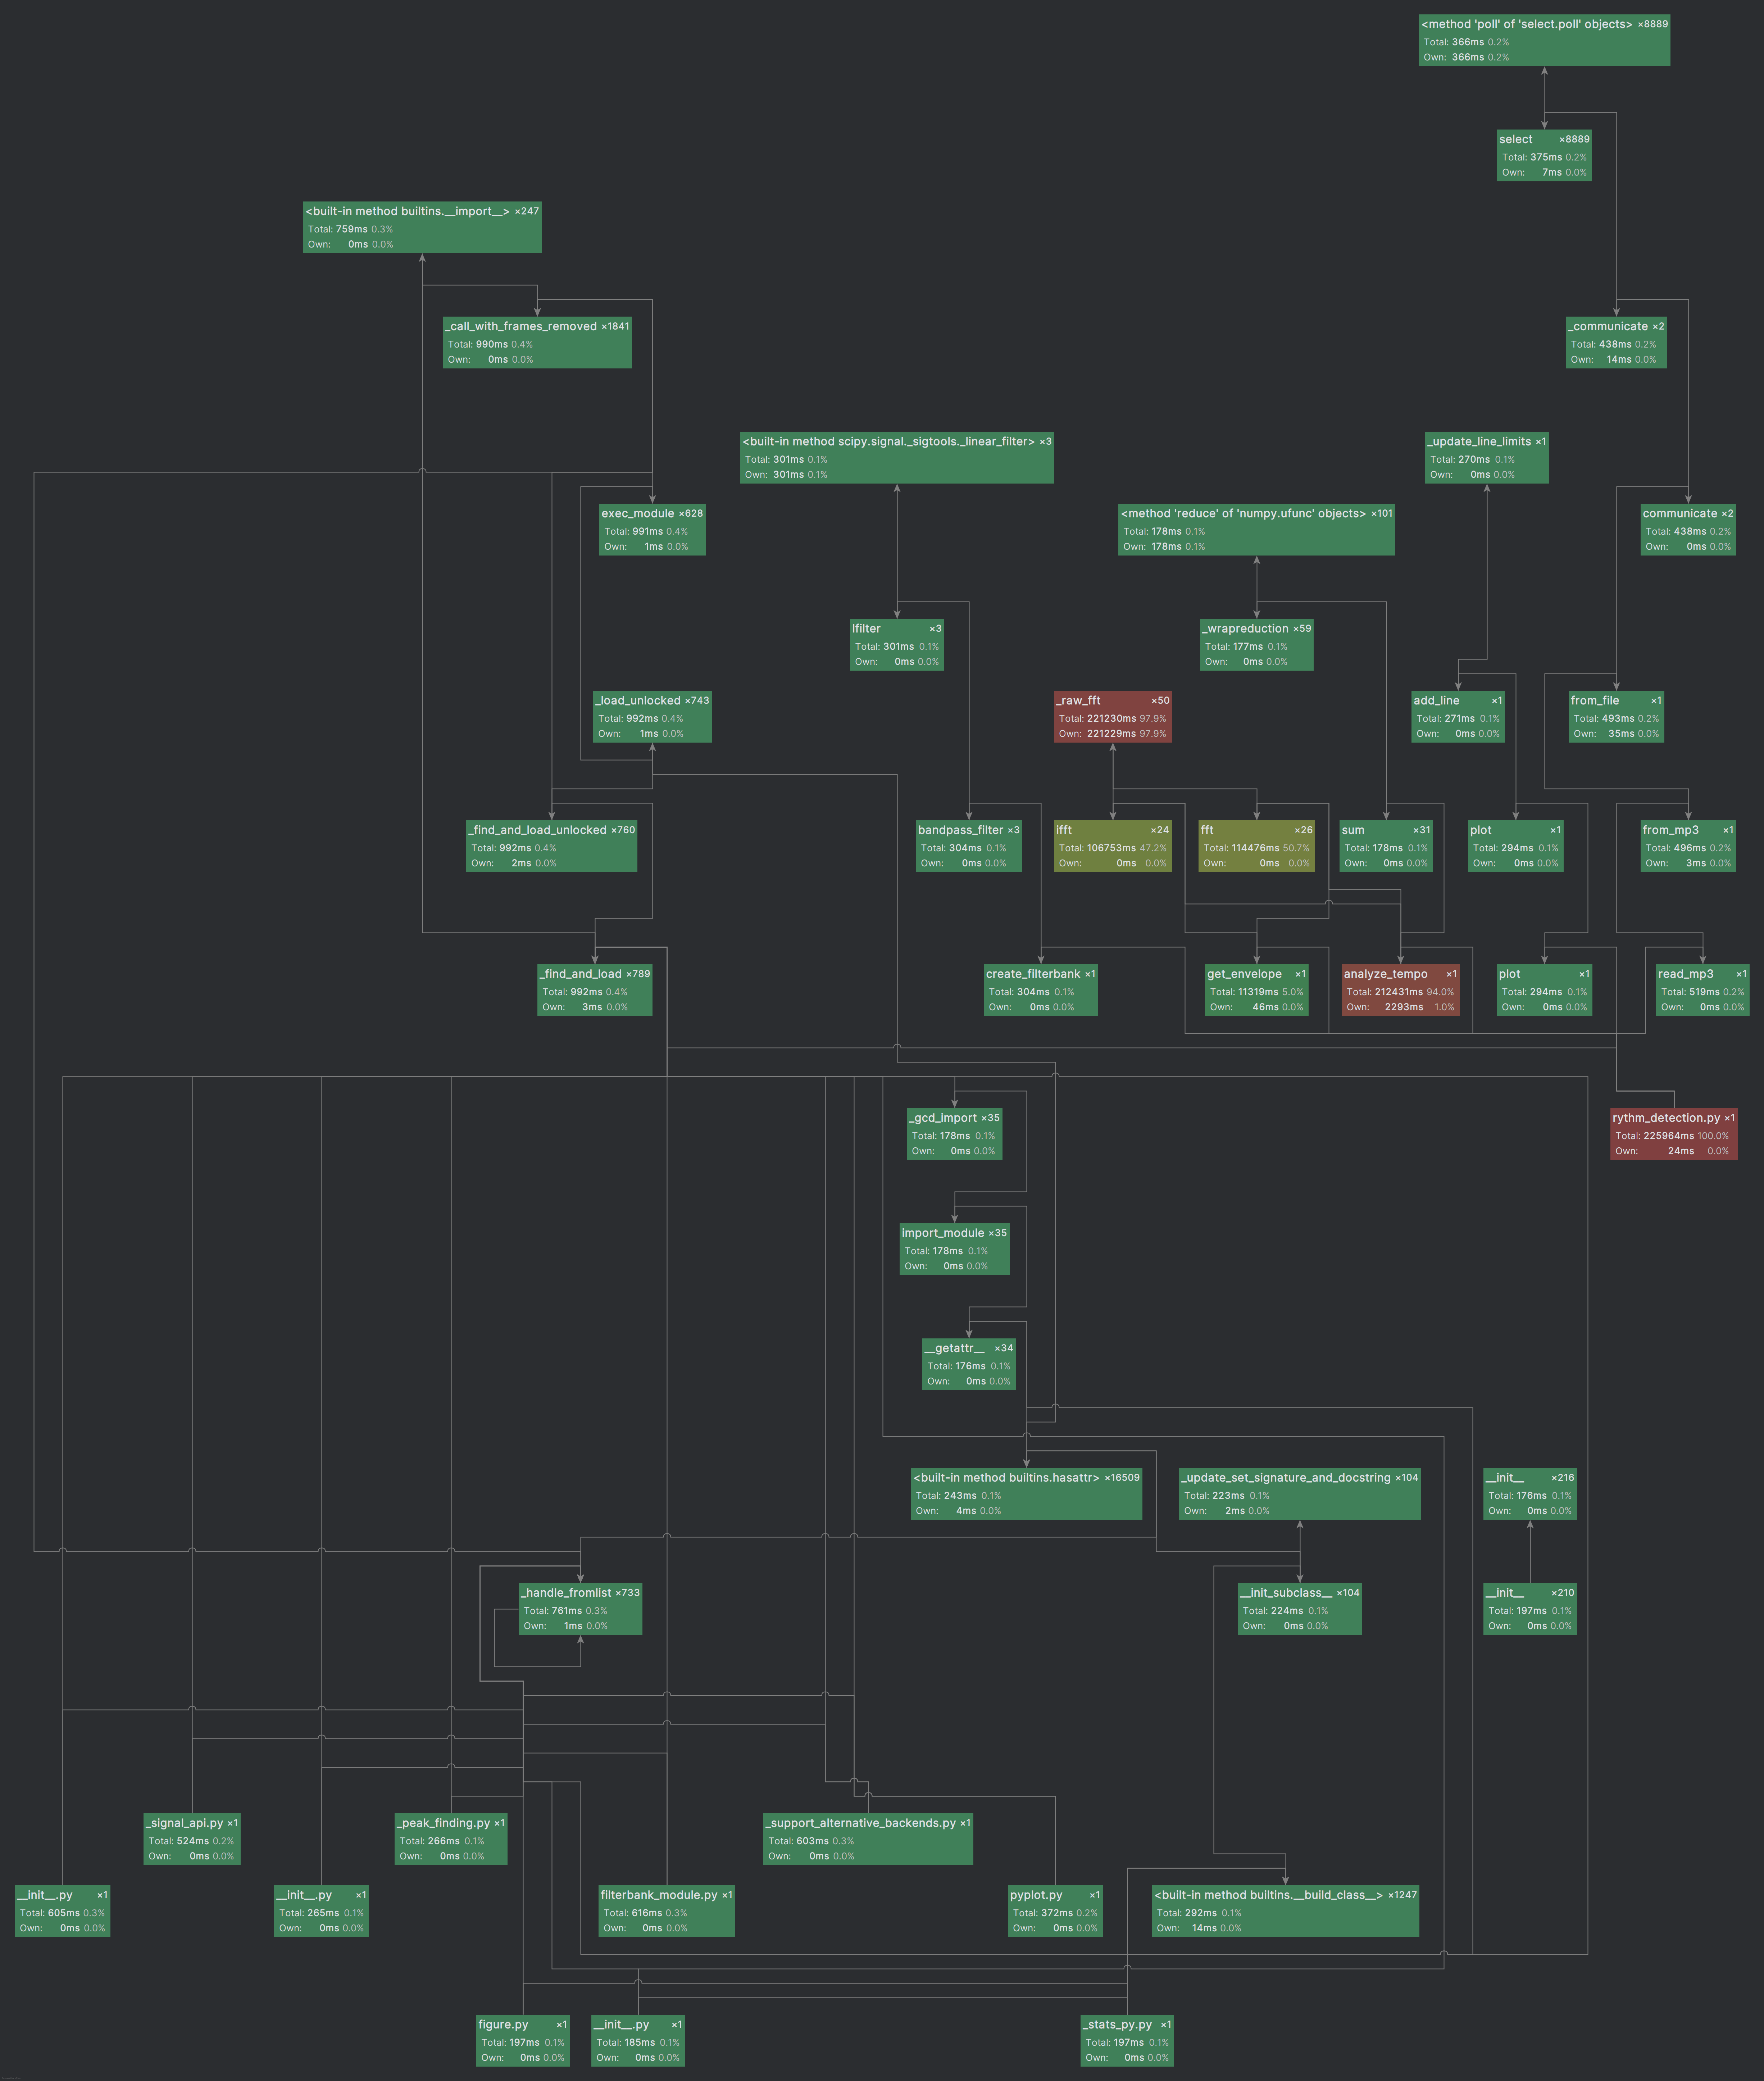 <method 'poll' of 'select.poll' objects> ×8889
Total: 366ms 0.2%
Own: 366ms 0.2%
select ×8889
Total: 375ms 0.2%
Own: 7ms 0.0%
<built-in method builtins.__import__> ×247
Total: 759ms 0.3%
Own: 0ms 0.0%
_call_with_frames_removed ×1841
Total: 990ms 0.4%
Own: 0ms 0.0%
_communicate ×2
Total: 438ms 0.2%
Own: 14ms 0.0%
<built-in method scipy.signal._sigtools._linear_filter> ×3
Total: 301ms 0.1%
Own: 301ms 0.1%
_update_line_limits ×1
Total: 270ms 0.1%
Own: 0ms 0.0%
exec_module ×628
Total: 991ms 0.4%
Own: 1ms 0.0%
<method 'reduce' of 'numpy.ufunc' objects> ×101
Total: 178ms 0.1%
Own: 178ms 0.1%
communicate ×2
Total: 438ms 0.2%
Own: 0ms 0.0%
lfilter ×3
Total: 301ms 0.1%
Own: 0ms 0.0%
_wrapreduction ×59
Total: 177ms 0.1%
Own: 0ms 0.0%
_load_unlocked ×743
Total: 992ms 0.4%
Own: 1ms 0.0%
_raw_fft ×50
Total: 221230ms 97.9%
Own: 221229ms 97.9%
add_line ×1
Total: 271ms 0.1%
Own: 0ms 0.0%
from_file ×1
Total: 493ms 0.2%
Own: 35ms 0.0%
_find_and_load_unlocked ×760
Total: 992ms 0.4%
Own: 2ms 0.0%
bandpass_filter ×3
Total: 304ms 0.1%
Own: 0ms 0.0%
ifft ×24
Total: 106753ms 47.2%
Own: 0ms 0.0%
fft ×26
Total: 114476ms 50.7%
Own: 0ms 0.0%
sum ×31
Total: 178ms 0.1%
Own: 0ms 0.0%
plot ×1
Total: 294ms 0.1%
Own: 0ms 0.0%
from_mp3 ×1
Total: 496ms 0.2%
Own: 3ms 0.0%
_find_and_load ×789
Total: 992ms 0.4%
Own: 3ms 0.0%
create_filterbank ×1
Total: 304ms 0.1%
Own: 0ms 0.0%
get_envelope ×1
Total: 11319ms 5.0%
Own: 46ms 0.0%
analyze_tempo ×1
Total: 212431ms 94.0%
Own: 2293ms 1.0%
plot ×1
Total: 294ms 0.1%
Own: 0ms 0.0%
read_mp3 ×1
Total: 519ms 0.2%
Own: 0ms 0.0%
_gcd_import ×35
Total: 178ms 0.1%
Own: 0ms 0.0%
rythm_detection.py ×1
Total: 225964ms 100.0%
Own: 24ms 0.0%
import_module ×35
Total: 178ms 0.1%
Own: 0ms 0.0%
__getattr__ ×34
Total: 176ms 0.1%
Own: 0ms 0.0%
<built-in method builtins.hasattr> ×16509
Total: 243ms 0.1%
Own: 4ms 0.0%
_update_set_signature_and_docstring ×104
Total: 223ms 0.1%
Own: 2ms 0.0%
__init__ ×216
Total: 176ms 0.1%
Own: 0ms 0.0%
_handle_fromlist ×733
Total: 761ms 0.3%
Own: 1ms 0.0%
__init_subclass__ ×104
Total: 224ms 0.1%
Own: 0ms 0.0%
__init__ ×210
Total: 197ms 0.1%
Own: 0ms 0.0%
_signal_api.py ×1
Total: 524ms 0.2%
Own: 0ms 0.0%
_peak_finding.py ×1
Total: 266ms 0.1%
Own: 0ms 0.0%
_support_alternative_backends.py ×1
Total: 603ms 0.3%
Own: 0ms 0.0%
__init__.py ×1
Total: 605ms 0.3%
Own: 0ms 0.0%
__init__.py ×1
Total: 265ms 0.1%
Own: 0ms 0.0%
filterbank_module.py ×1
Total: 616ms 0.3%
Own: 0ms 0.0%
pyplot.py ×1
Total: 372ms 0.2%
Own: 0ms 0.0%
<built-in method builtins.__build_class__> ×1247
Total: 292ms 0.1%
Own: 14ms 0.0%
figure.py ×1
Total: 197ms 0.1%
Own: 0ms 0.0%
__init__.py ×1
Total: 185ms 0.1%
Own: 0ms 0.0%
_stats_py.py ×1
Total: 197ms 0.1%
Own: 0ms 0.0%